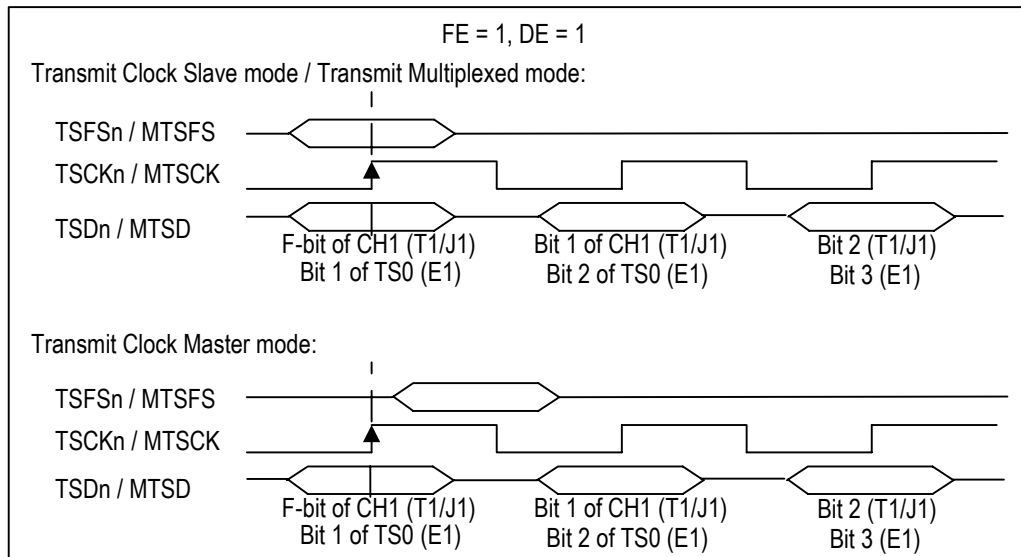 FE = 1, DE = 1
Transmit Clock Slave mode / Transmit Multiplexed mode:
TSFSn / MTSFS
TSCKn / MTSCK
TSDn / MTSD
F-bit of CH1 (T1/J1) Bit 1 of CH1 (T1/J1) Bit 2 (T1/J1)
Bit 1 of TS0 (E1) Bit 2 of TS0 (E1) Bit 3 (E1)
Transmit Clock Master mode:
TSFSn / MTSFS
TSCKn / MTSCK
TSDn / MTSD
F-bit of CH1 (T1/J1) Bit 1 of CH1 (T1/J1) Bit 2 (T1/J1)
Bit 1 of TS0 (E1) Bit 2 of TS0 (E1) Bit 3 (E1)